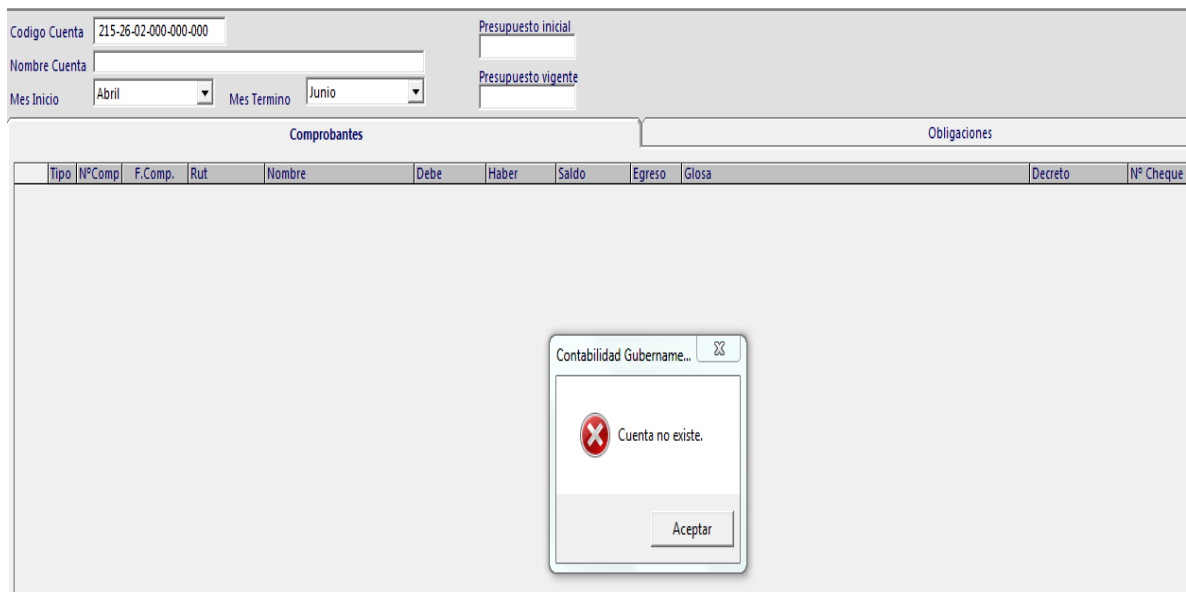 Codigo Cuenta 215-26-02-000-000-000 Presupuesto inicial
Nombre Cuenta
Presupuesto vigente
Mes Inicio Abril Mes Termino Junio
Comprobantes Obligaciones
Tipo NºComp F.Comp. Rut Nombre Debe Haber Saldo Egreso Glosa Decreto Nº Cheque
Contabilidad Gubername...
Cuenta no existe.
Aceptar